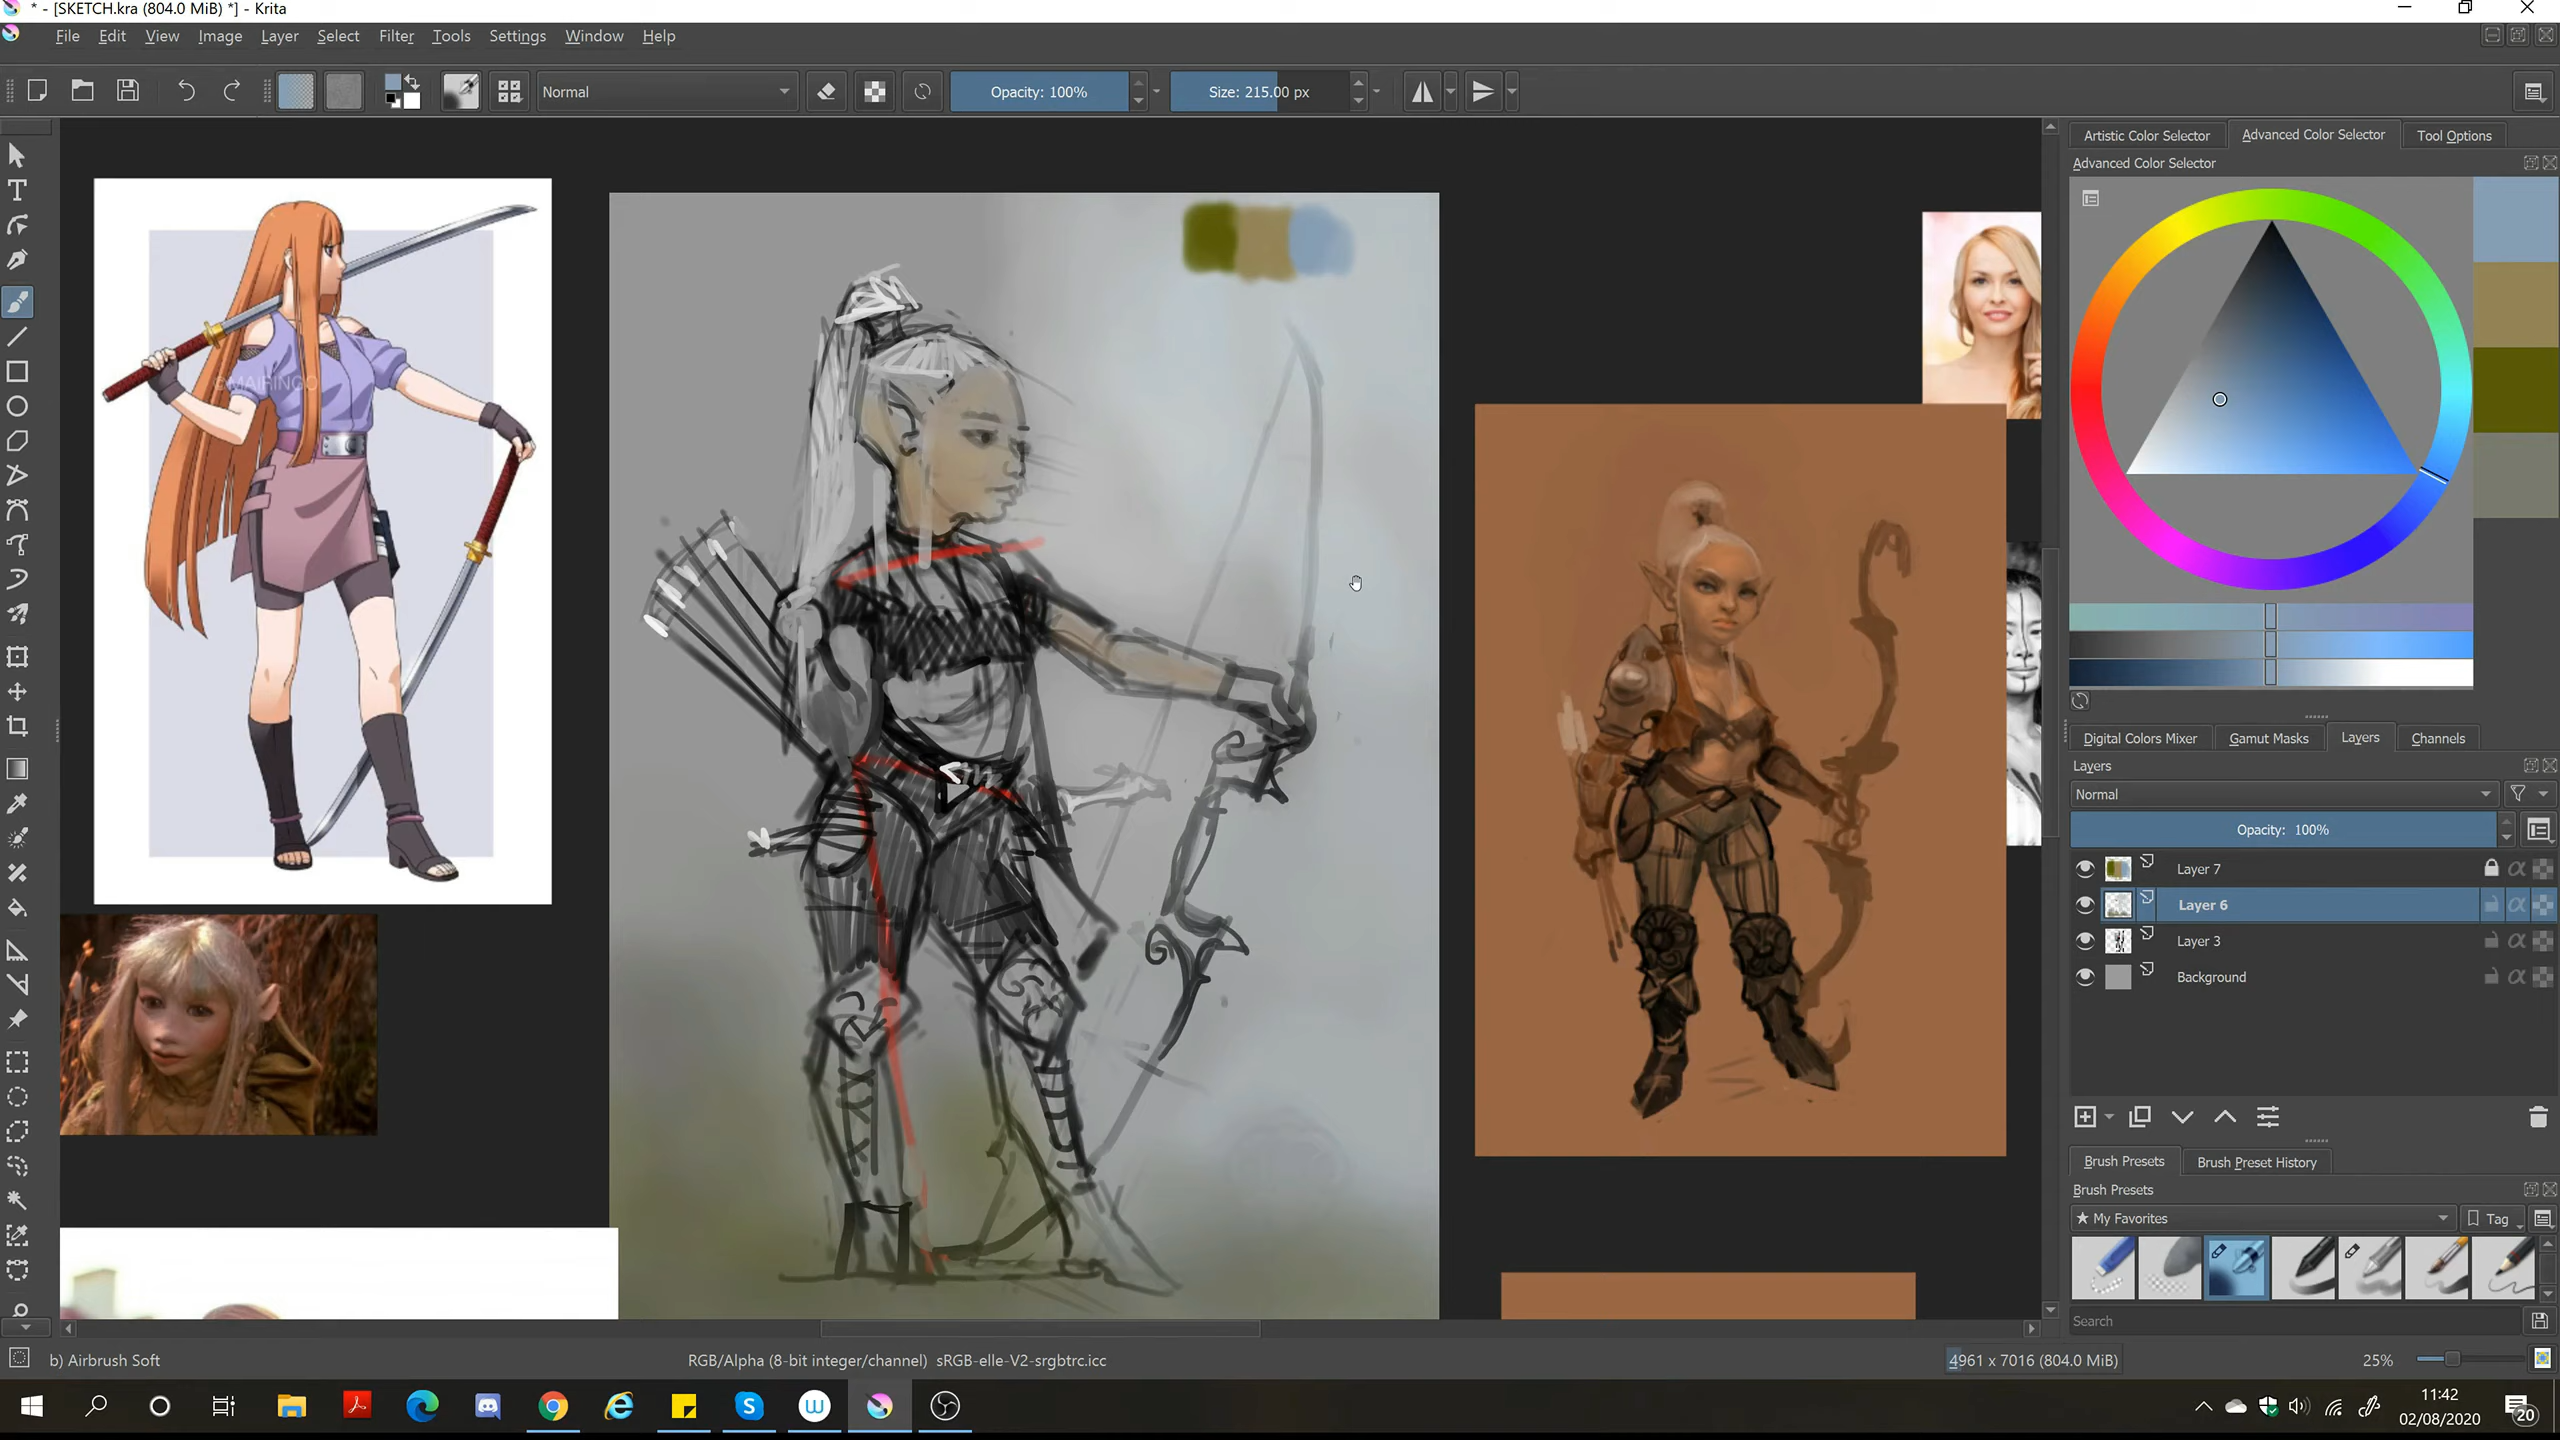 * - [SKETCH.kra (804.0 MiB) *] - Krita
File Edit View Image Layer Select Filter Tools Settings Window Help
Normal Opacity: 100% Size: 215.00 px
Artistic Color Selector Advanced Color Selector Tool Options
Advanced Color Selector
©MAIRINGO
Digital Colors Mixer Gamut Masks Layers Channels
Layers
Normal
Opacity: 100%
Layer 7
Layer 6
Layer 3
Background
Brush Presets Brush Preset History
Brush Presets
★ My Favorites Tag
Search
b) Airbrush Soft RGB/Alpha (8-bit integer/channel) sRGB-elle-V2-srgbtrc.icc 4961 x 7016 (804.0 MiB) 25%
11:42
02/08/2020
20